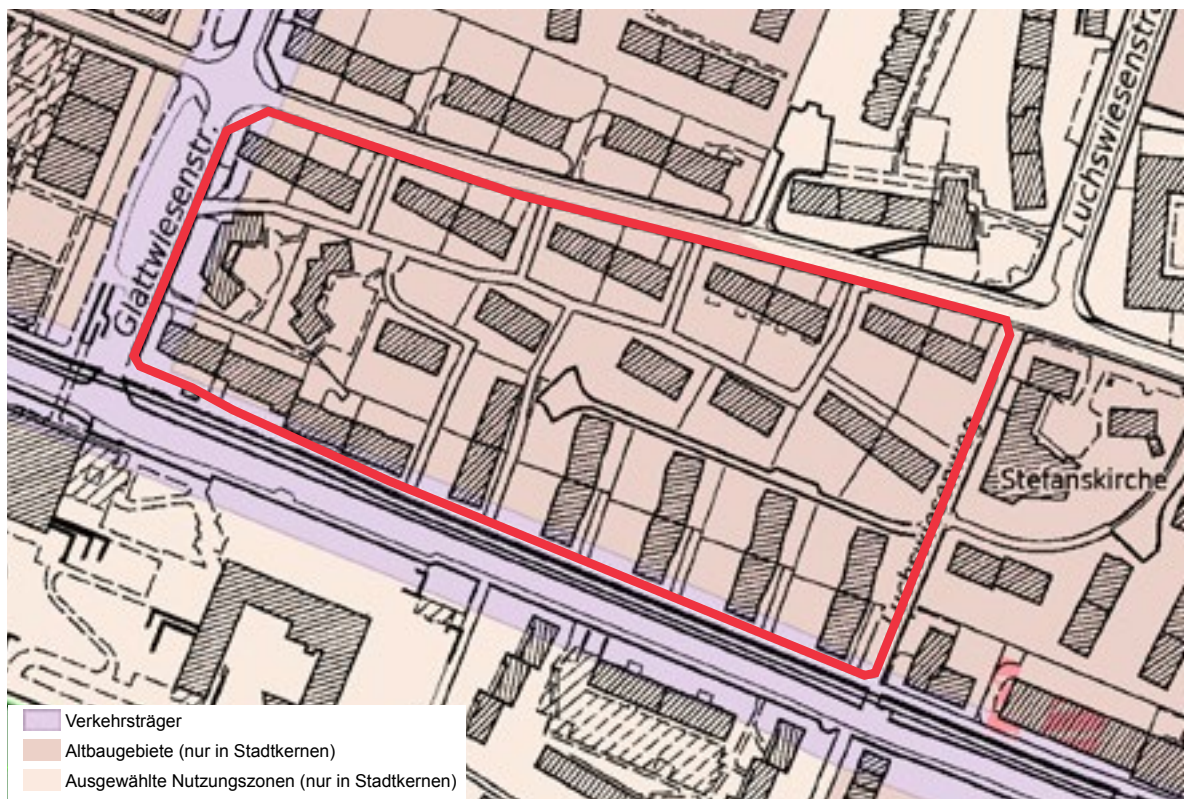 Luchswiesenstr.
Glattwiesenstr.
Stefanskirche
Verkehrsträger
Altbaugebiete (nur in Stadtkernen)
Ausgewählte Nutzungszonen (nur in Stadtkernen)